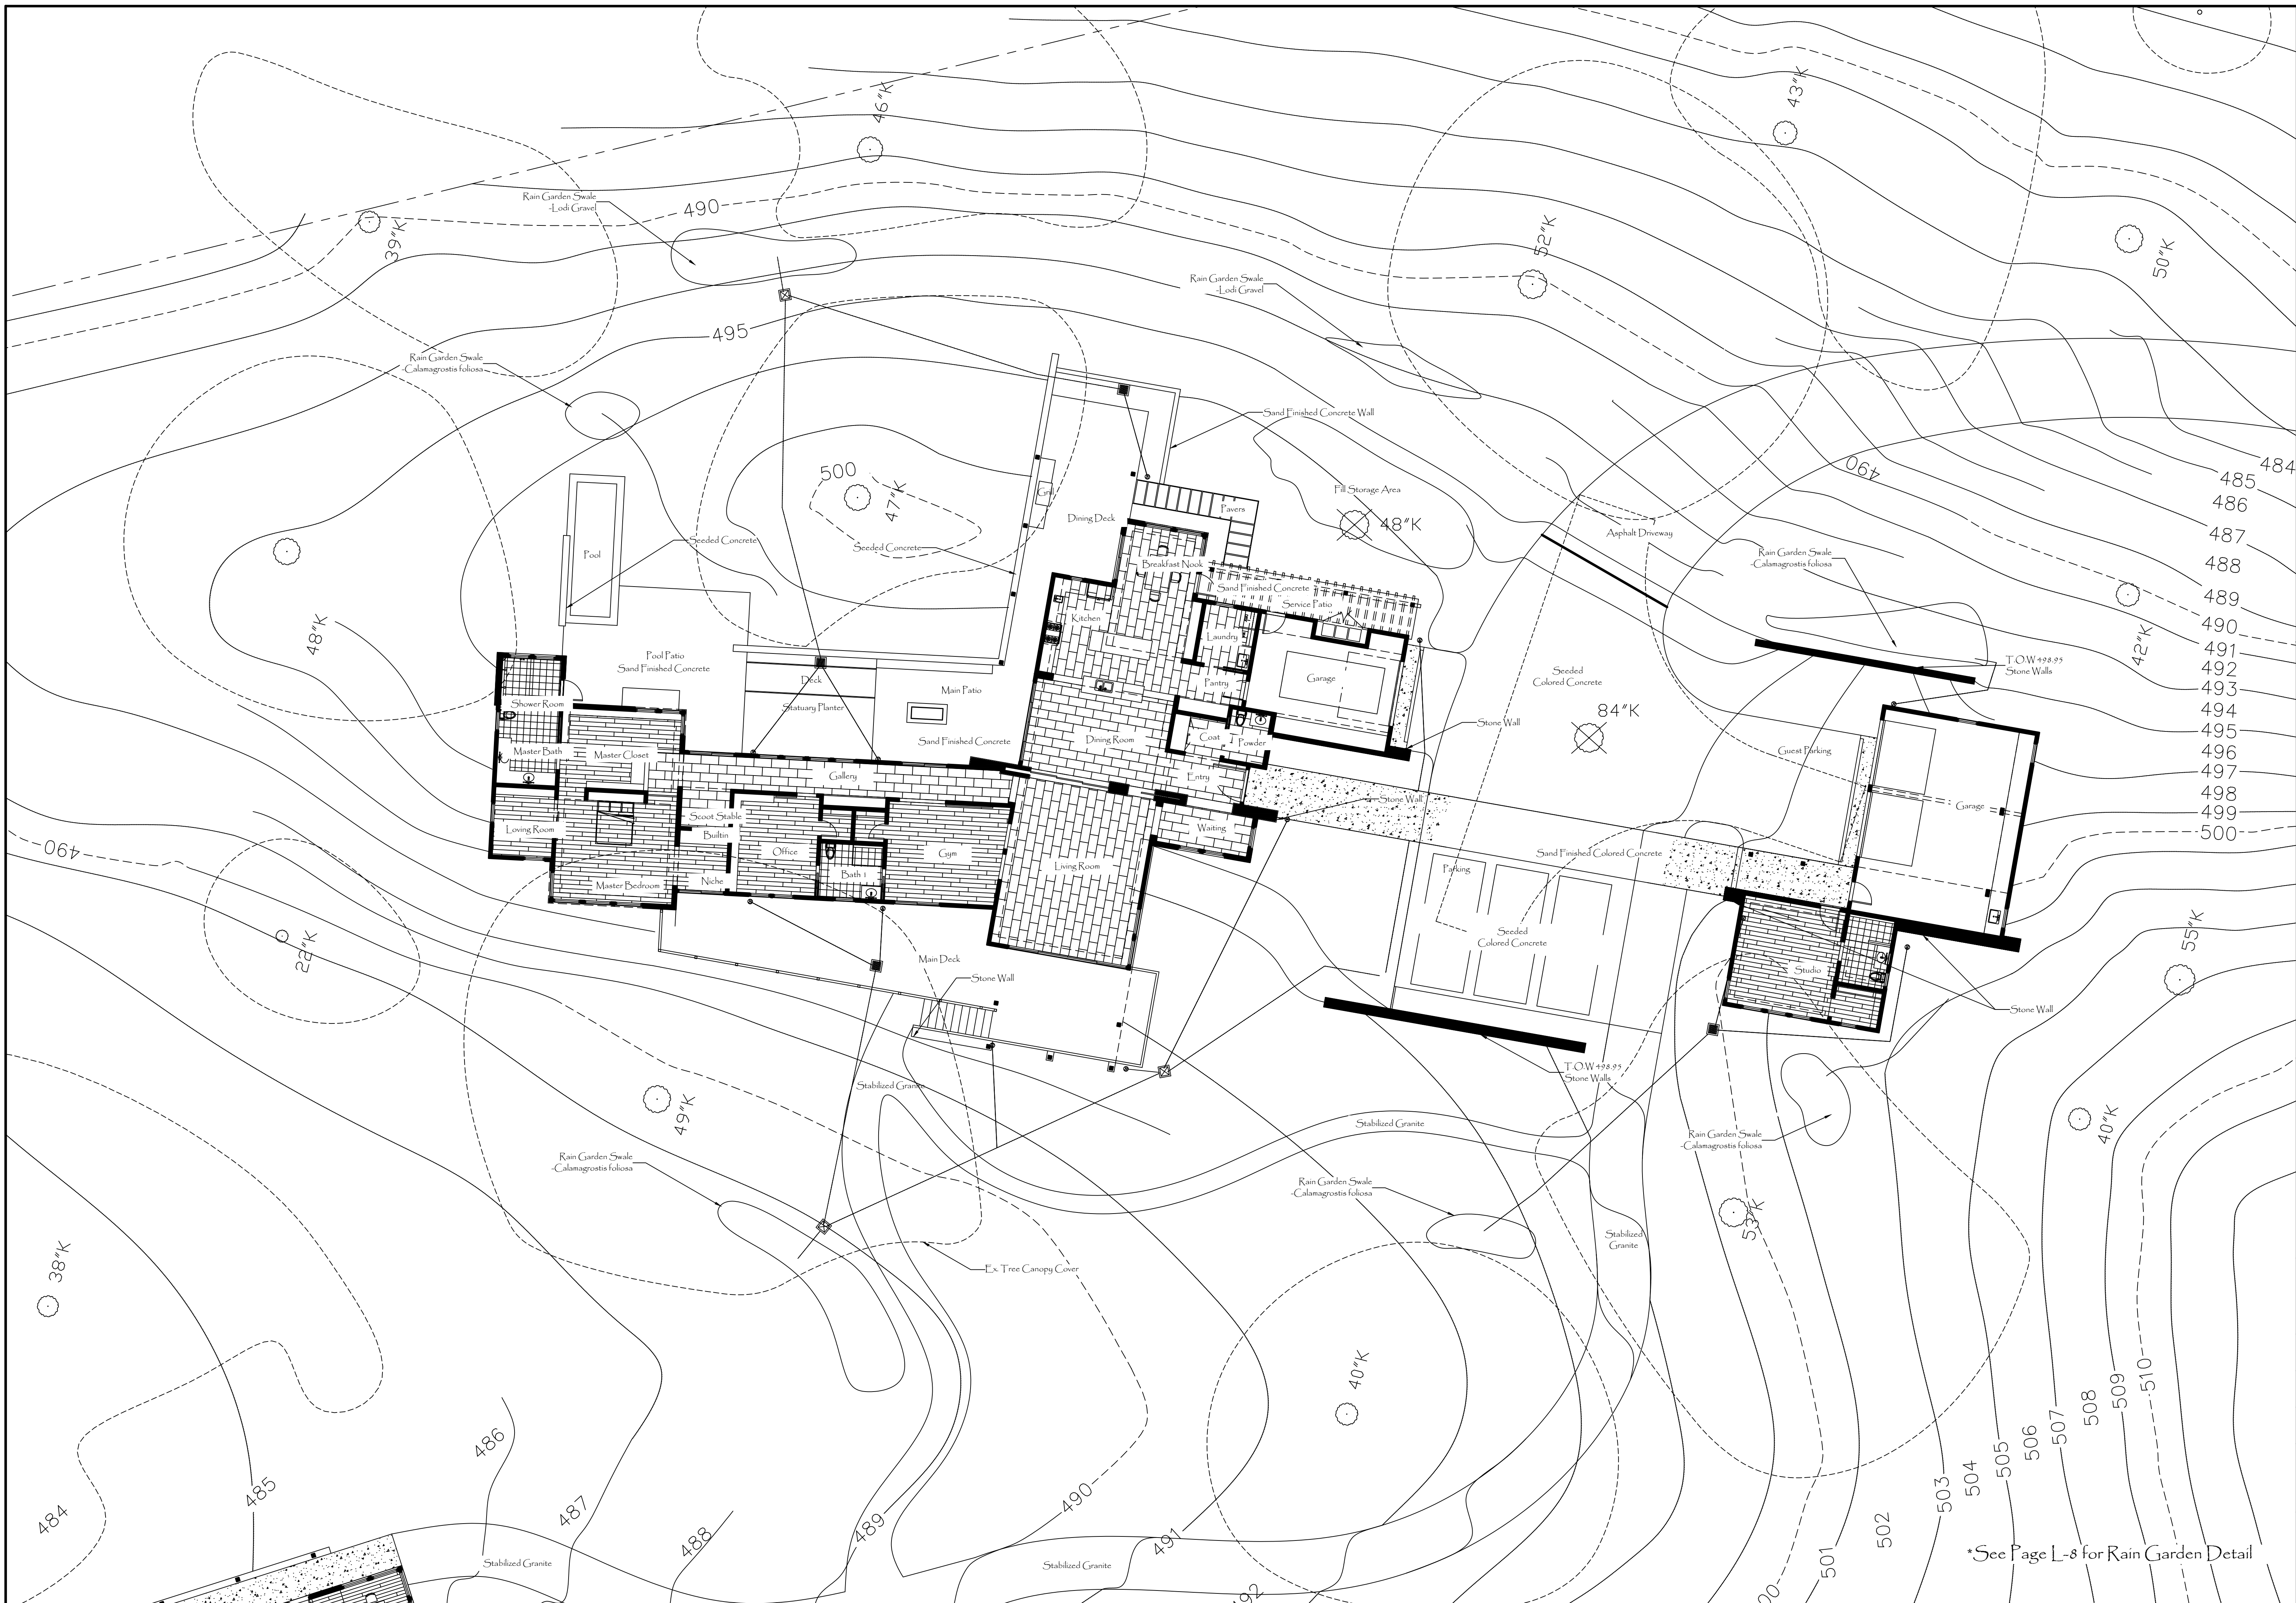 46"K
43"K
Rain Garden Swale
-Lodi Gravel
490
39"K
52"K
50"K
Rain Garden Swale
-Lodi Gravel
495
Rain Garden Swale
-Calamagrostis foliosa
Sand Finished Concrete Wall
490
484
485
486
487
488
489
490
491
492
493
494
495
496
497
498
499
500
500
47"K
Grill
Fill Storage Area
48"K
Pavers
Dining Deck
Asphalt Driveway
Seeded Concrete
Seeded Concrete
Pool
Breakfast Nook
Rain Garden Swale
-Calamagrostis foliosa
Sand Finished Concrete
Service Patio
Kitchen
Laundry
48"K
42"K
Pool Patio
Sand Finished Concrete
T.O.W 498.95
Stone Walls
Deck
Main Patio
Pantry
Garage
Seeded
Colored Concrete
Shower Room
Statuary Planter
84"K
Stone Wall
Sand Finished Concrete
Dining Room
Coat
Powder
Master Bath
Master Closet
Guest Parking
Gallery
Entry
Stone Wall
Garage
Scoot Stable
Builtin
Loving Room
Waiting
490
Office
Gym
Sand Finished Colored Concrete
Living Room
Parking
Bath 1
Niche
Master Bedroom
Seeded
Colored Concrete
28"K
55"K
Main Deck
Stone Wall
Studio
Stone Wall
T.O.W 498.95
Stone Walls
Stabilized Granite
49"K
Stabilized Granite
40"K
Rain Garden Swale
-Calamagrostis foliosa
Rain Garden Swale
-Calamagrostis foliosa
Rain Garden Swale
-Calamagrostis foliosa
53"K
Stabilized
Granite
38"K
Ex. Tree Canopy Cover
40"K
484
485
486
487
488
489
490
491
501
502
503
504
505
506
507
508
509
510
Stabilized Granite
Stabilized Granite
*See Page L-8 for Rain Garden Detail